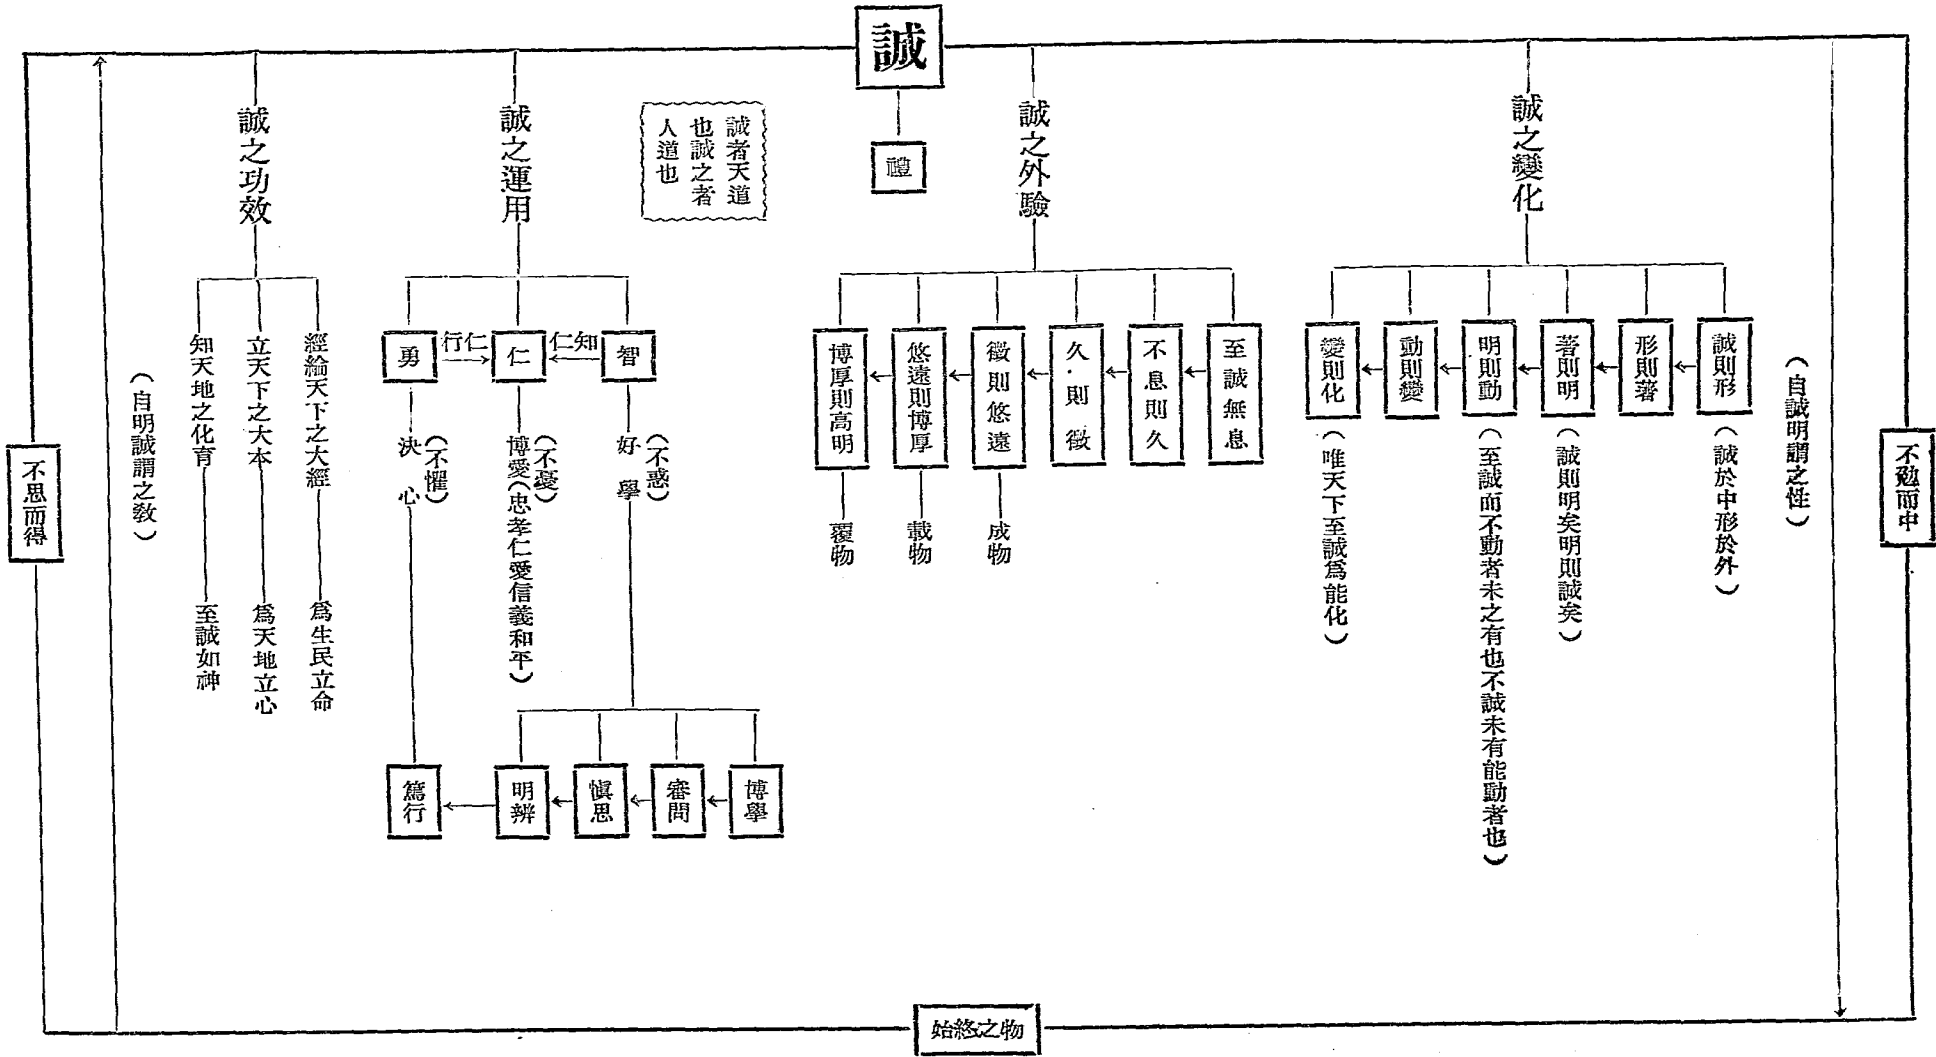 誠
禮
誠者天道
也誠之者
人道也
不勉而中
（自誠明謂之性）
誠之變化
誠則形
（誠於中形於外）
形則著
著則明
（誠則明矣明則誠矣）
明則動
（至誠而不動者未之有也不誠未有能動者也）
動則變
變則化
（唯天下至誠爲能化）
誠之外驗
至誠無息
不息則久
久則徵
徵則悠遠
成物
悠遠則博厚
載物
博厚則高明
覆物
誠之運用
智
知仁
（不惑）
好學
博學
審問
慎思
明辨
仁
（不憂）
博愛（忠孝仁愛信義和平）
仁行
勇
（不懼）
決心
篤行
誠之功效
經綸天下之大經
爲生民立命
立天下之大本
爲天地立心
知天地之化育
至誠如神
（自明誠謂之教）
不思而得
物之終始